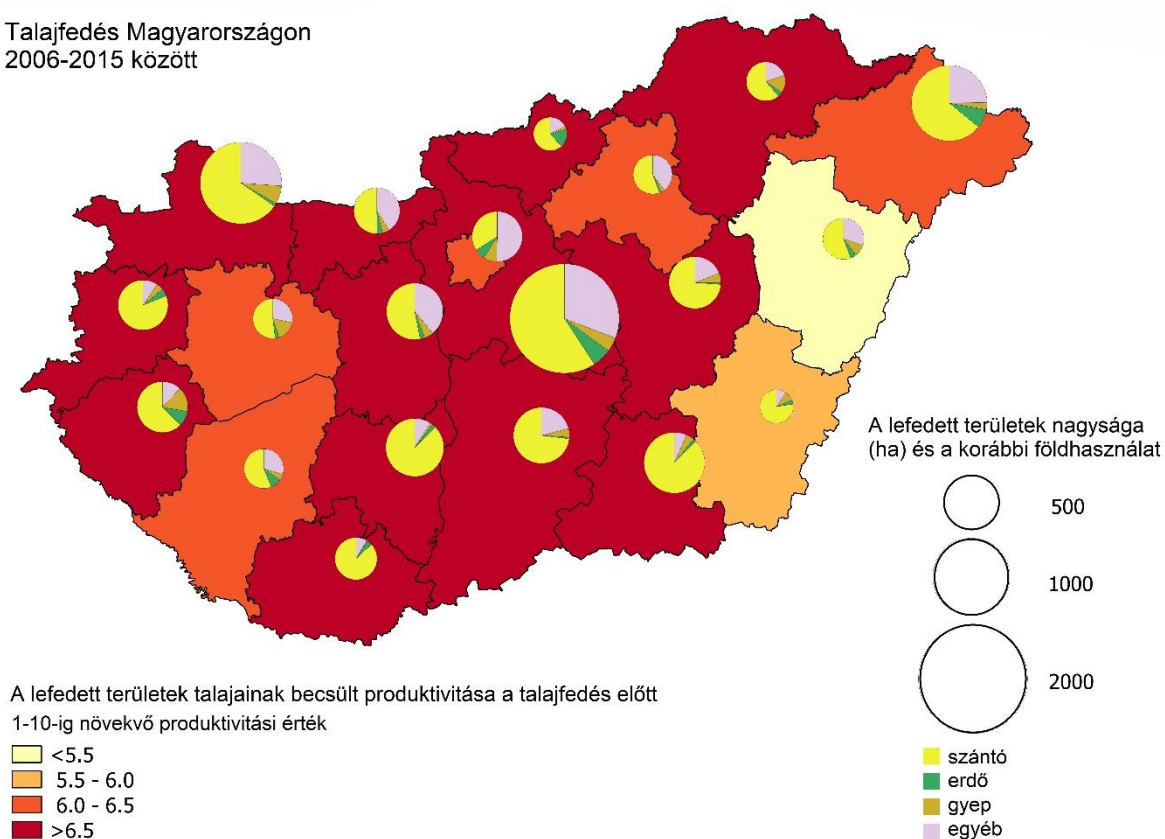 Talajfedés Magyarországon
2006-2015 között
A lefedett területek nagysága
(ha) és a korábbi földhasználat
500
1000
2000
A lefedett területek talajainak becsült produktivitása a talajfedés előtt
1-10-ig növekvő produktivitási érték
<5.5
5.5 - 6.0
6.0 - 6.5
>6.5
szántó
erdő
gyep
egyéb